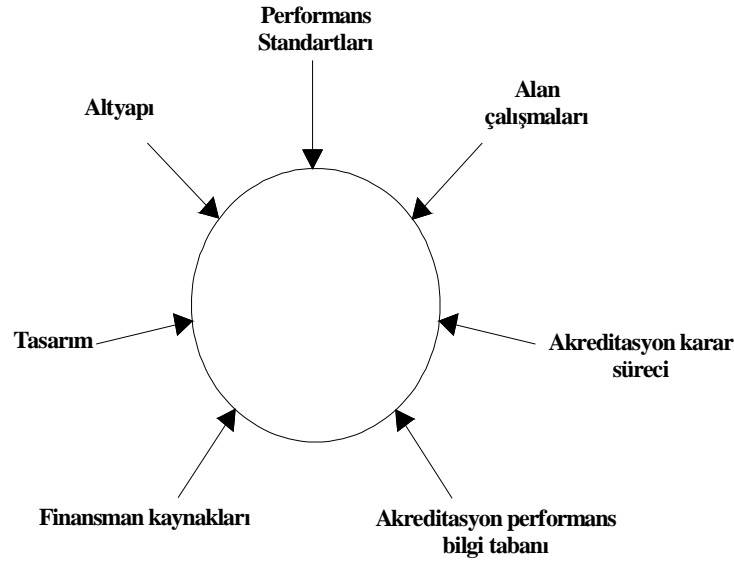 Performans
Standartları
Alan
çalışmaları
Altyapı
Tasarım
Akreditasyon karar
süreci
Finansman kaynakları
Akreditasyon performans
bilgi tabanı